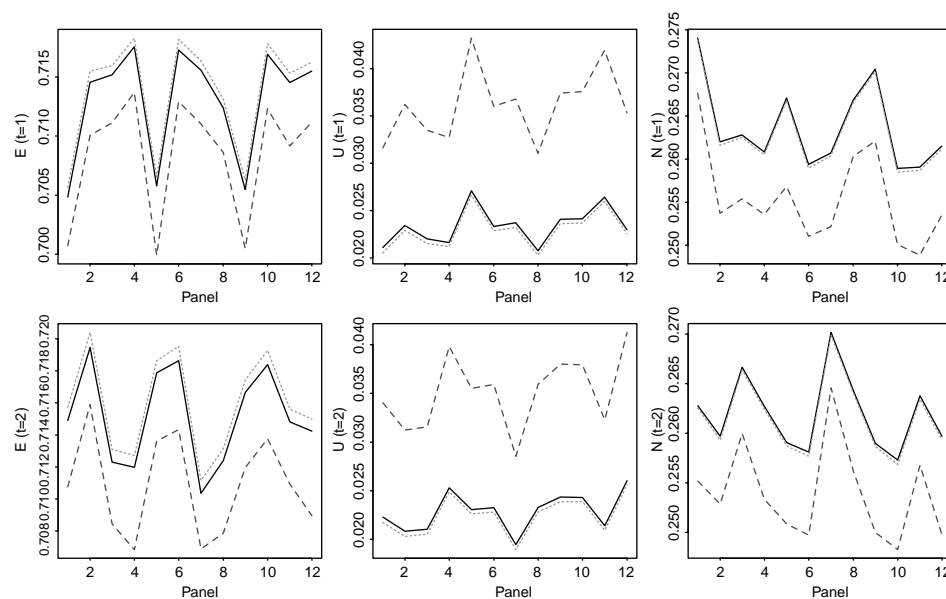 E (t=1)
0.700 0.705 0.710 0.715
2 4 6 8 10 12
Panel
U (t=1)
0.020 0.025 0.030 0.035 0.040
2 4 6 8 10 12
Panel
N (t=1)
0.250 0.255 0.260 0.265 0.270 0.275
2 4 6 8 10 12
Panel
E (t=2)
0.708 0.710 0.712 0.714 0.716 0.718 0.720
2 4 6 8 10 12
Panel
U (t=2)
0.020 0.025 0.030 0.035 0.040
2 4 6 8 10 12
Panel
N (t=2)
0.250 0.255 0.260 0.265 0.270
2 4 6 8 10 12
Panel